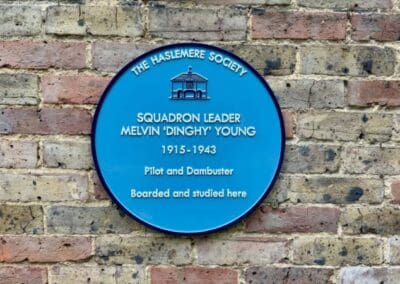 THE HASLEMERE SOCIETY
SQUADRON LEADER
MELVIN 'DINGHY' YOUNG
1915-1943
Pilot and Dambuster
Boarded and studied here